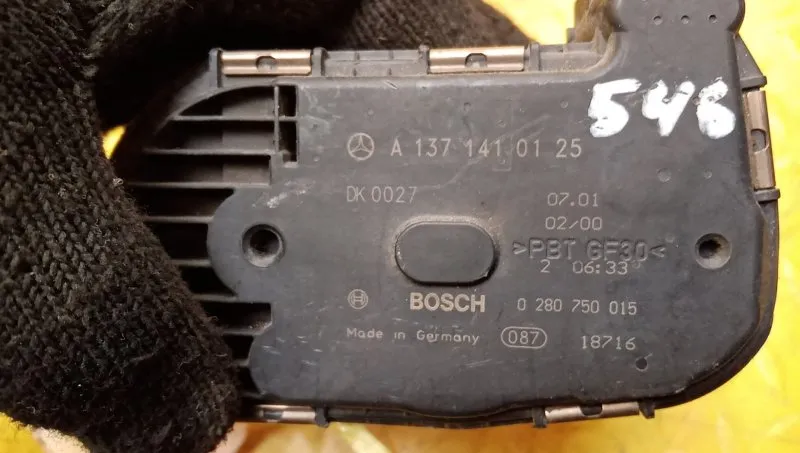 546
A 137 141 01 25
DK 0027
07.01
02/00
>PBT GF30<
2 06:33
BOSCH 0 280 750 015
Made in Germany 087 18716